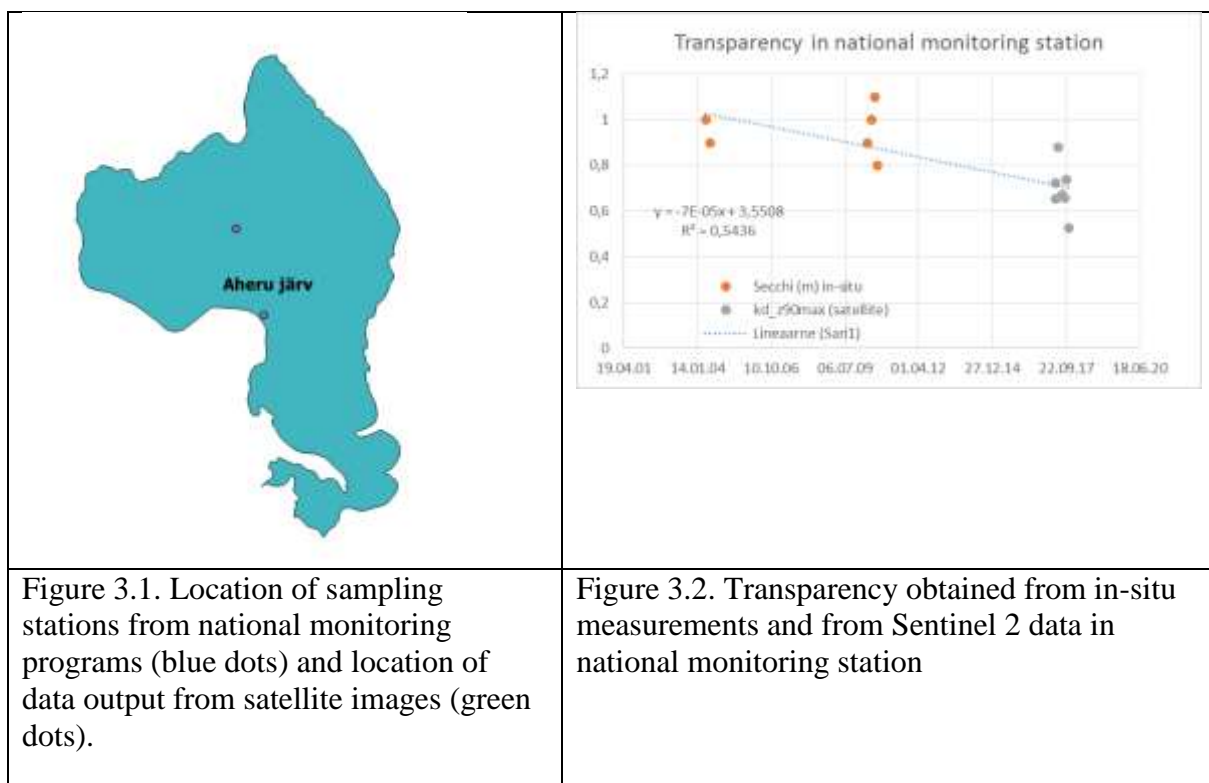 Aheru järv
Transparency in national monitoring station
1,2
1
0,8
0,6
0,4
0,2
0
y = -7E-05x + 3,5508
R² = 0,5436
Secchi (m) in-situ
kd_z90max (satellite)
Lineaarne (Sari1)
19.04.01 14.01.04 10.10.06 06.07.09 01.04.12 27.12.14 22.09.17 18.06.20
Figure 3.1. Location of sampling
stations from national monitoring
programs (blue dots) and location of
data output from satellite images (green
dots).
Figure 3.2. Transparency obtained from in-situ
measurements and from Sentinel 2 data in
national monitoring station